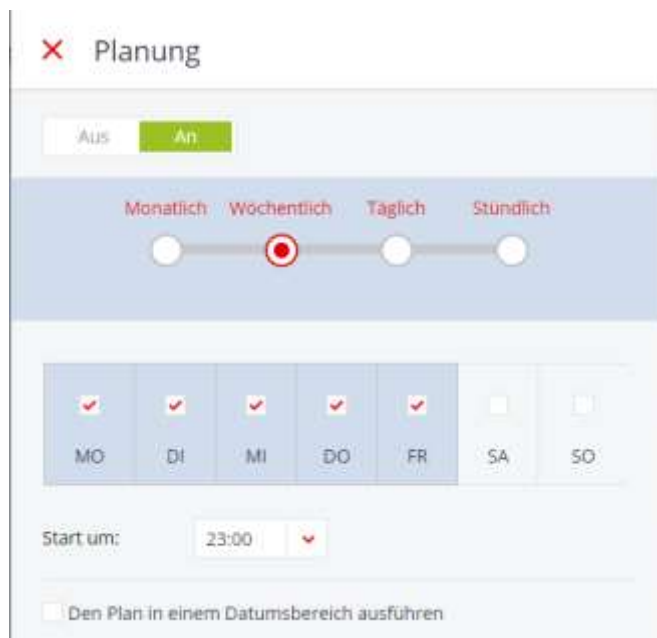 Planung
Aus An
Monatlich Wöchentlich Täglich Stündlich
MO DI MI DO FR SA SO
Start um: 23:00
Den Plan in einem Datumsbereich ausführen